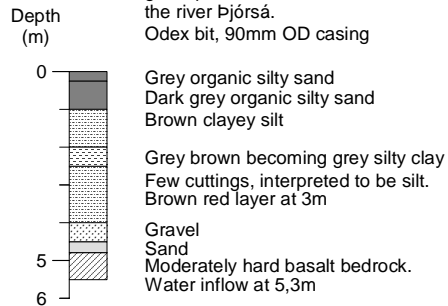 the river Þjórsá.
Odex bit, 90mm OD casing
Depth
(m)
0
Grey organic silty sand
Dark grey organic silty sand
Brown clayey silt
Grey brown becoming grey silty clay
Few cuttings, interpreted to be silt.
Brown red layer at 3m
Gravel
Sand
5
Moderately hard basalt bedrock.
Water inflow at 5,3m
6